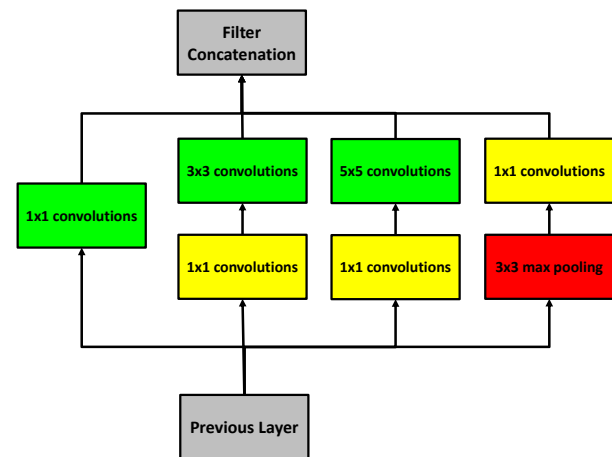 Filter
Concatenation
3x3 convolutions
5x5 convolutions
1x1 convolutions
1x1 convolutions
1x1 convolutions
1x1 convolutions
3x3 max pooling
Previous Layer